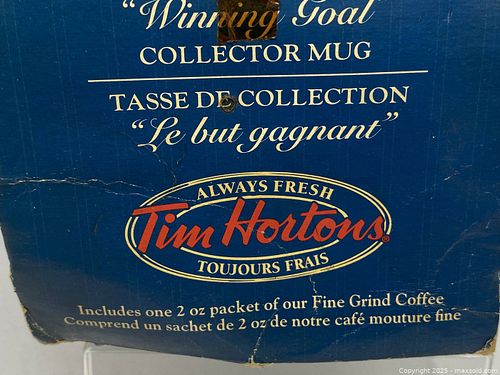 "Winning Goal"
COLLECTOR MUG
TASSE DE COLLECTION
"Le but gagnant"
ALWAYS FRESH
Tim Hortons
TOUJOURS FRAIS
Includes one 2 oz packet of our Fine Grind Coffee
Comprend un sachet de 2 oz de notre café mouture fine
Copyright 2025 - maxsold.com